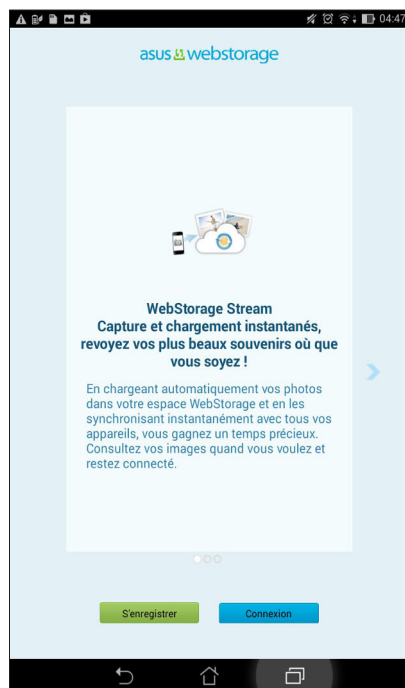 04:47
asus webstorage
WebStorage Stream
Capture et chargement instantanés,
revoyez vos plus beaux souvenirs où que
vous soyez !
En chargeant automatiquement vos photos
dans votre espace WebStorage et en les
synchronisant instantanément avec tous vos
appareils, vous gagnez un temps précieux.
Consultez vos images quand vous voulez et
restez connecté.
S'enregistrer
Connexion